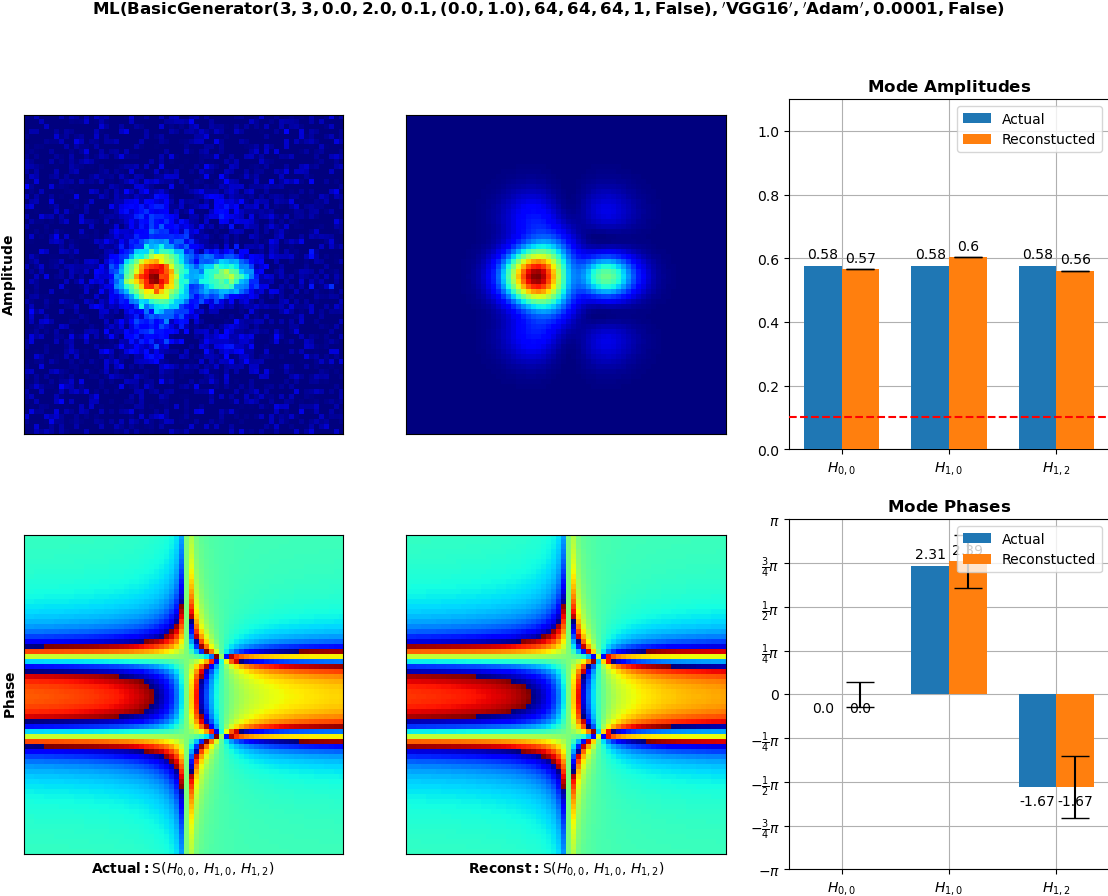 ML(BasicGenerator(3, 3, 0.0, 2.0, 0.1, (0.0, 1.0), 64, 64, 64, 1, False), ′VGG16′, ′Adam′, 0.0001, False)
Amplitude
Mode Amplitudes
Actual
Reconstucted
1.0
0.8
0.6
0.4
0.2
0.0
0.58 0.57 0.58 0.6 0.58 0.56
H0,0 H1,0 H1,2
Phase
Actual: S(H0,0, H1,0, H1,2)
Reconst: S(H0,0, H1,0, H1,2)
Mode Phases
Actual
Reconstucted
π
3/4π
1/2π
1/4π
0
−1/4π
−1/2π
−3/4π
−π
0.0 0.0 2.31 -1.67 -1.67
H0,0 H1,0 H1,2